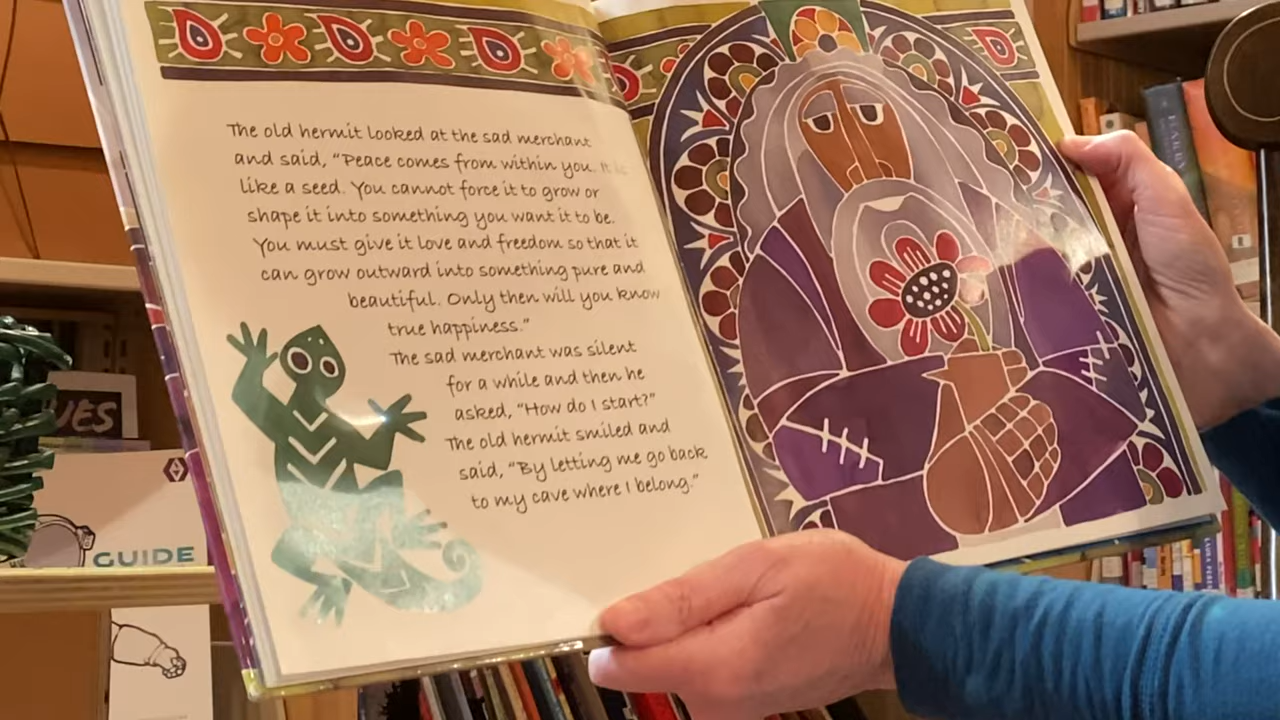 The old hermit looked at the sad merchant
and said, "Peace comes from within you. It is
like a seed. You cannot force it to grow or
shape it into something you want it to be.
You must give it love and freedom so that it
can grow outward into something pure and
beautiful. Only then will you know
true happiness."
The sad merchant was silent
for a while and then he
asked, "How do I start?"
The old hermit smiled and
said, "By letting me go back
to my cave where I belong."
GUIDE